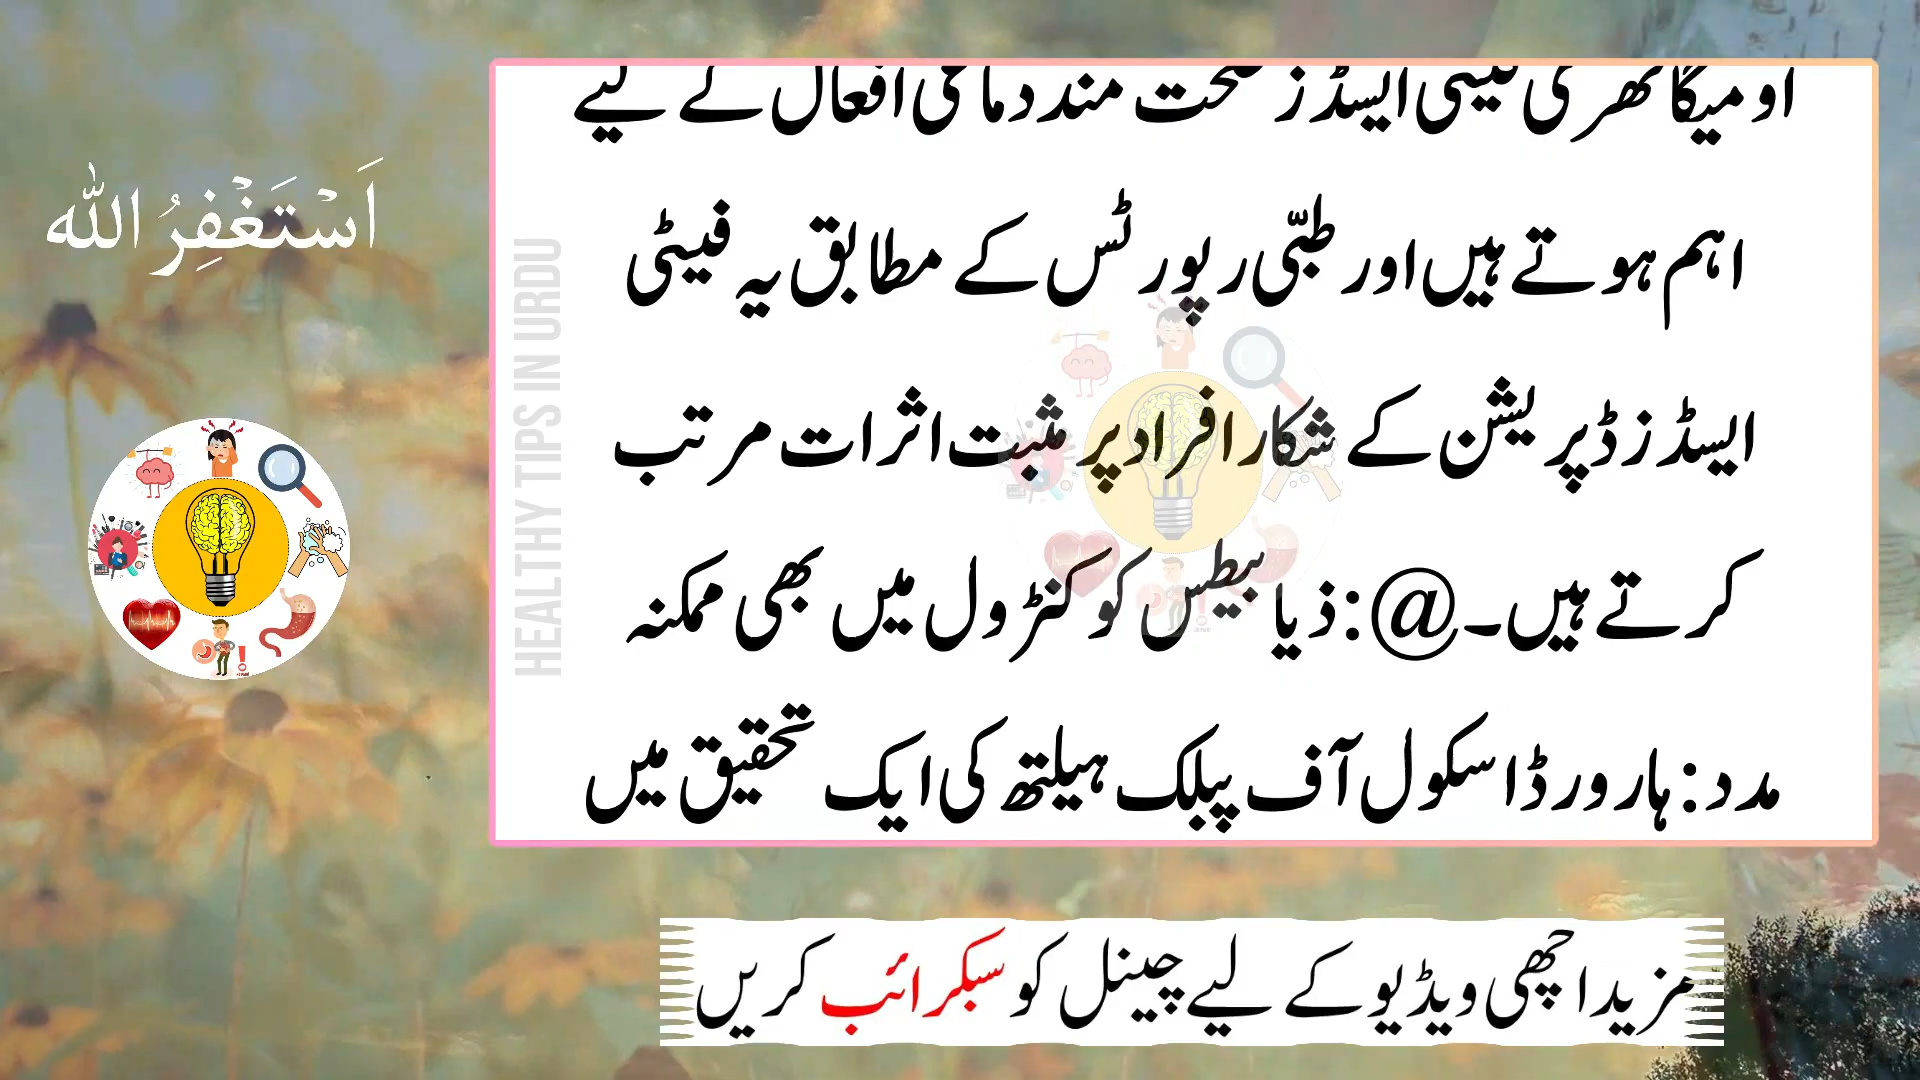 اومیگا تھری فیٹی ایسڈز صحت مند دماغی افعال کے لیے
اہم ہوتے ہیں اور طبّی رپورٹس کے مطابق یہ فیٹی
ایسڈز ڈپریشن کے شکار افراد پر مثبت اثرات مرتب
کرتے ہیں۔@:ذیابیطس کو کنٹرول میں بھی ممکنہ
مدد: ہارورڈ اسکول آف پبلک ہیلتھ کی ایک تحقیق میں
اَسْتَغْفِرُ اللّٰه
HEALTHY TIPS IN URDU
مزید اچھی ویڈیو کے لیے چینل کو سبکرائب کریں